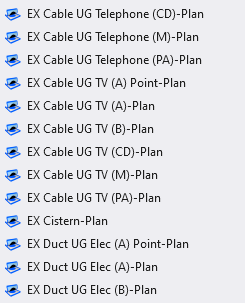 EX Cable UG Telephone (CD)-Plan
EX Cable UG Telephone (M)-Plan
EX Cable UG Telephone (PA)-Plan
EX Cable UG TV (A) Point-Plan
EX Cable UG TV (A)-Plan
EX Cable UG TV (B)-Plan
EX Cable UG TV (CD)-Plan
EX Cable UG TV (M)-Plan
EX Cable UG TV (PA)-Plan
EX Cistern-Plan
EX Duct UG Elec (A) Point-Plan
EX Duct UG Elec (A)-Plan
EX Duct UG Elec (B)-Plan